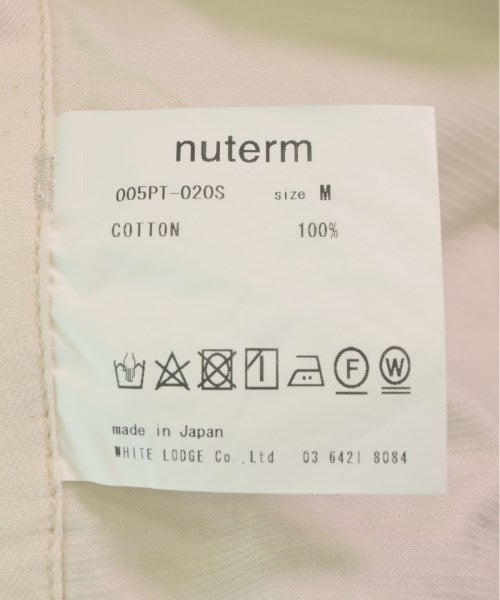 nuterm
005PT-020S size M
COTTON 100%
F W
made in Japan
WHITE LODGE Co.,Ltd 03 6421 8084